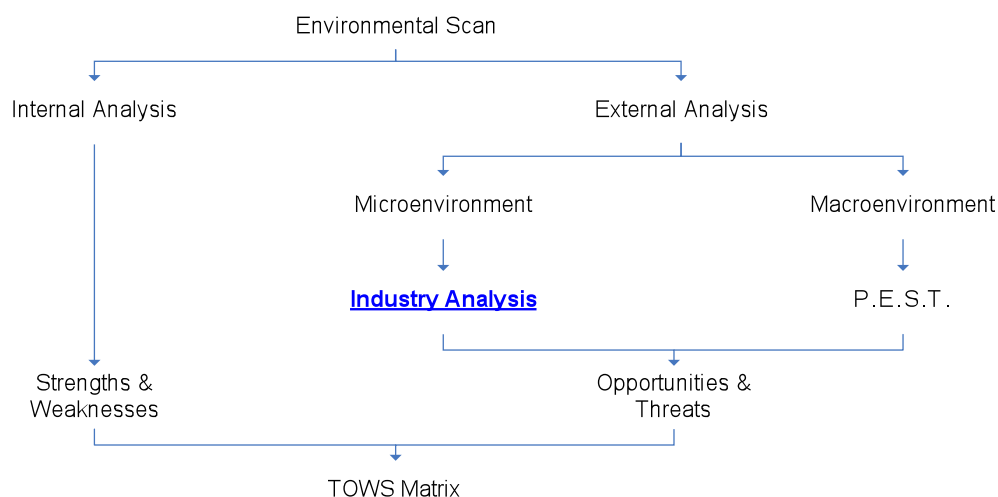 Environmental Scan
Internal Analysis
External Analysis
Microenvironment
Macroenvironment
Industry Analysis
P.E.S.T.
Strengths &
Weaknesses
Opportunities &
Threats
TOWS Matrix